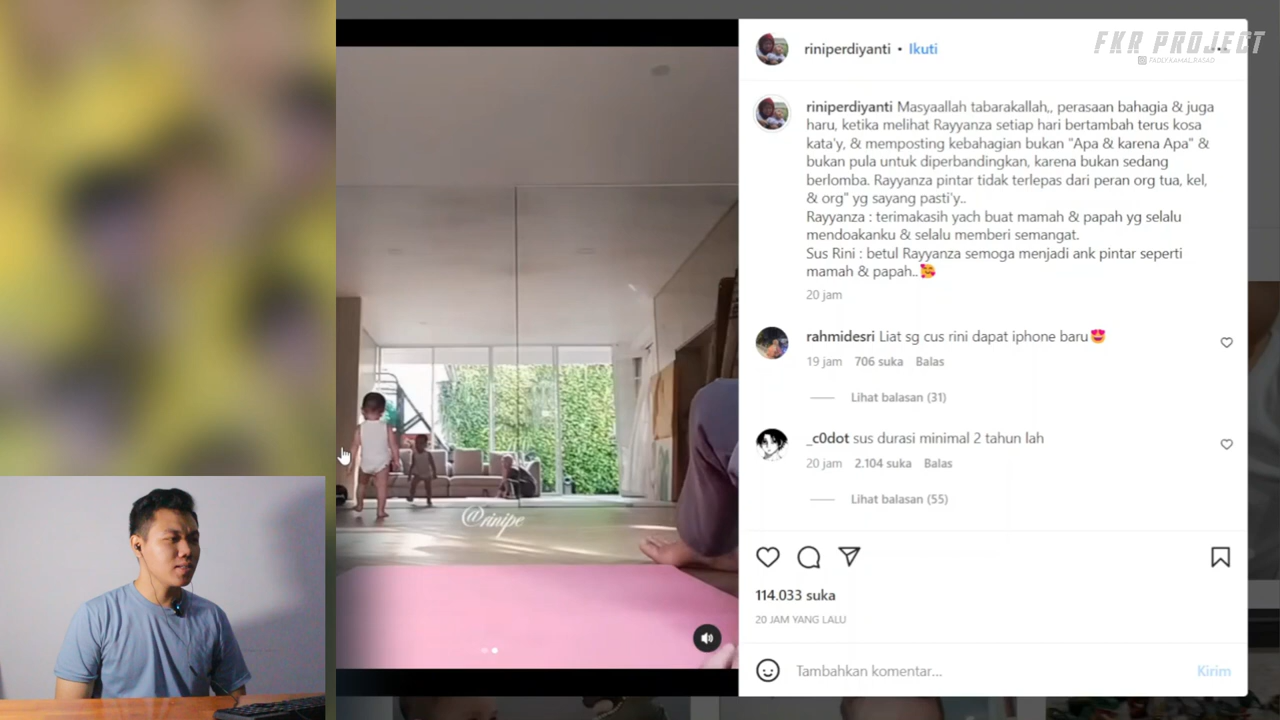 FKR PROJECT
FADLYKAMAL.RASAD
riniperdiyanti • Ikuti
riniperdiyanti Masyaallah tabarakallah,, perasaan bahagia & juga
haru, ketika melihat Rayyanza setiap hari bertambah terus kosa
kata'y, & memposting kebahagian bukan "Apa & karena Apa" &
bukan pula untuk diperbandingkan, karena bukan sedang
berlomba. Rayyanza pintar tidak terlepas dari peran org tua, kel,
& org" yg sayang pasti'y..
Rayyanza : terimakasih yach buat mamah & papah yg selalu
mendoakanku & selalu memberi semangat.
Sus Rini : betul Rayyanza semoga menjadi ank pintar seperti
mamah & papah.. 🥰
20 jam
rahmidesri Liat sg cus rini dapat iphone baru😍
19 jam 706 suka Balas
Lihat balasan (31)
_c0dot sus durasi minimal 2 tahun lah
20 jam 2.104 suka Balas
Lihat balasan (55)
@rinipe
114.033 suka
20 JAM YANG LALU
Tambahkan komentar... Kirim